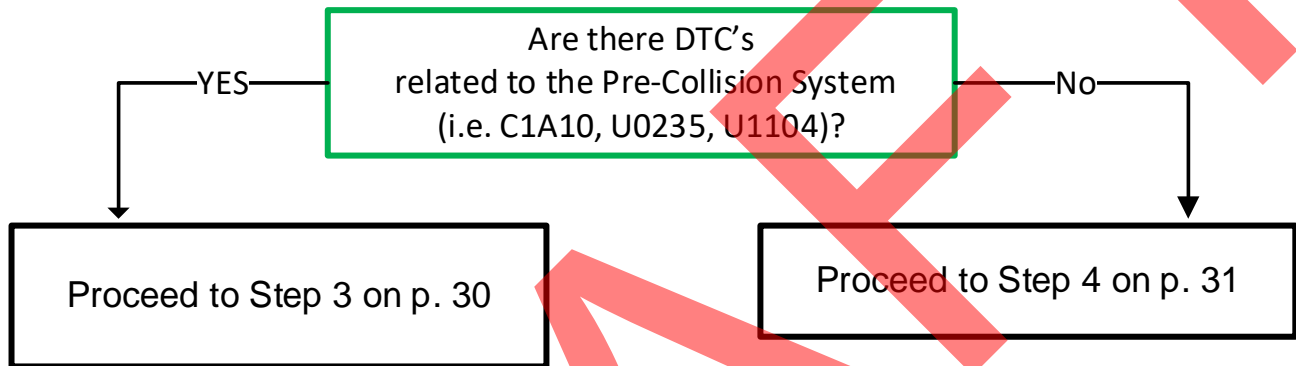 Are there DTC’s
related to the Pre-Collision System
(i.e. C1A10, U0235, U1104)?
YES
No
Proceed to Step 3 on p. 30
Proceed to Step 4 on p. 31